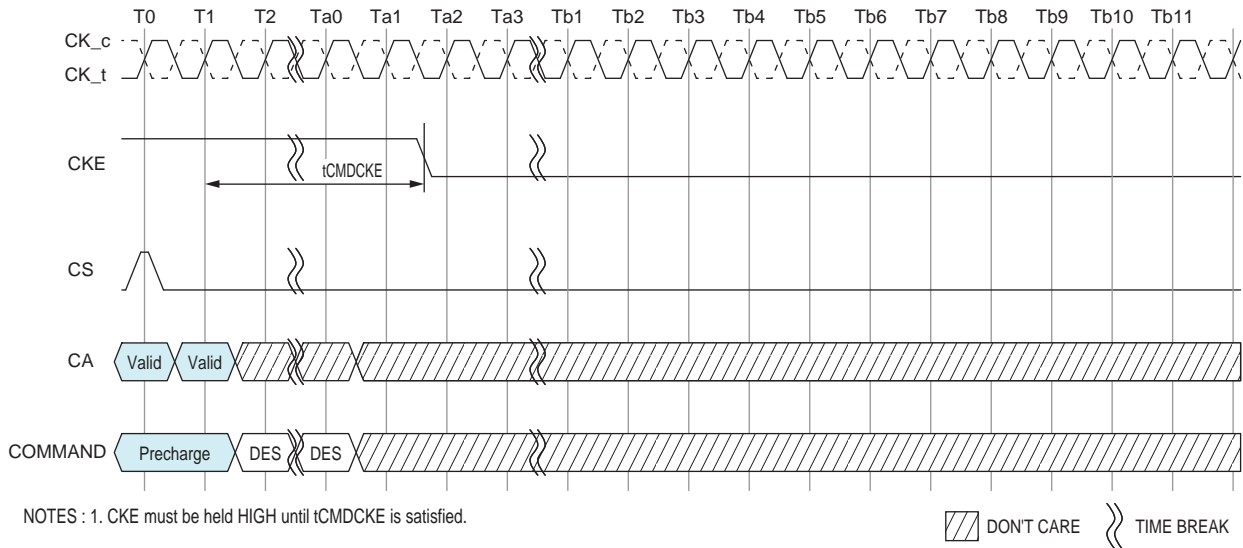 T0 T1 T2 Ta0 Ta1 Ta2 Ta3 Tb1 Tb2 Tb3 Tb4 Tb5 Tb6 Tb7 Tb8 Tb9 Tb10 Tb11
CK_c
CK_t
CKE
tCMDCKE
CS
CA Valid Valid
COMMAND Precharge DES DES
NOTES : 1. CKE must be held HIGH until tCMDCKE is satisfied.
DON'T CARE TIME BREAK